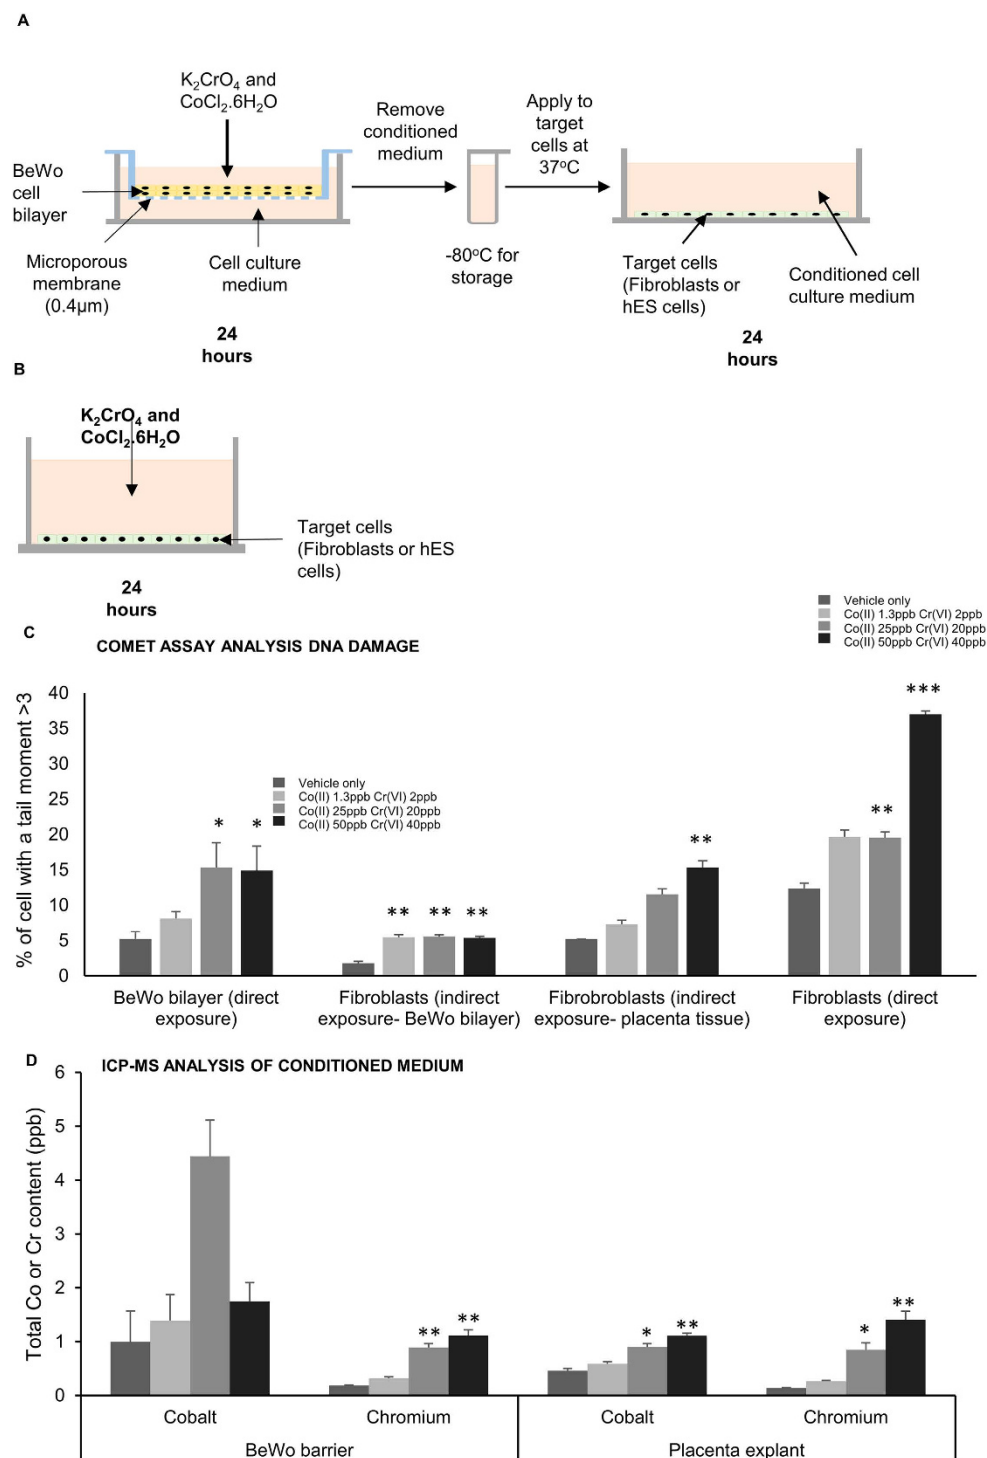 A
K₂CrO₄ and
CoCl₂.6H₂O
Remove
conditioned
medium
Apply to
target
cells at
37ºC
BeWo
cell
bilayer
Microporous
membrane
(0.4µm)
Cell culture
medium
-80ºC for
storage
Target cells
(Fibroblasts or
hES cells)
Conditioned cell
culture medium
24
hours
24
hours
B
K₂CrO₄ and
CoCl₂.6H₂O
Target cells
(Fibroblasts or hES
cells)
24
hours
Vehicle only
Co(II) 1.3ppb Cr(VI) 2ppb
Co(II) 25ppb Cr(VI) 20ppb
Co(II) 50ppb Cr(VI) 40ppb
C
COMET ASSAY ANALYSIS DNA DAMAGE
% of cell with a tail moment >3
40
35
30
25
20
15
10
5
0
Vehicle only
Co(II) 1.3ppb Cr(VI) 2ppb
Co(II) 25ppb Cr(VI) 20ppb
Co(II) 50ppb Cr(VI) 40ppb
* *
** ** **
**
** ***
BeWo bilayer (direct
exposure)
Fibroblasts (indirect
exposure- BeWo bilayer)
Fibrobroblasts (indirect
exposure- placenta tissue)
Fibroblasts (direct
exposure)
D
ICP-MS ANALYSIS OF CONDITIONED MEDIUM
Total Co or Cr content (ppb)
6
5
4
3
2
1
0
** **
* **
* **
Cobalt
Chromium
Cobalt
Chromium
BeWo barrier
Placenta explant